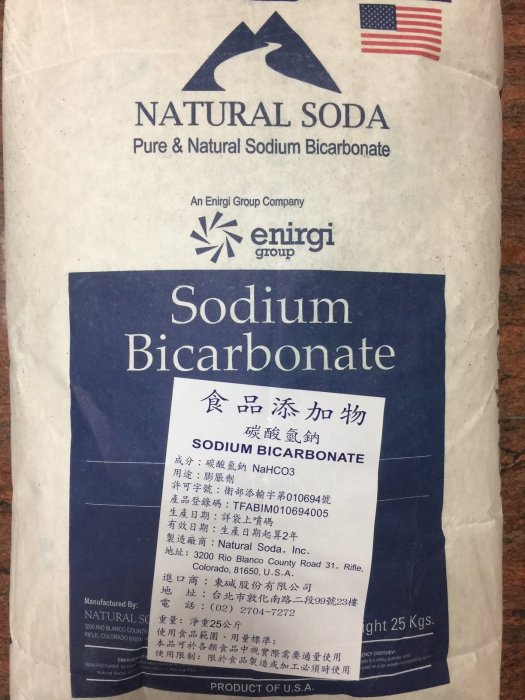 NATURAL SODA
Pure & Natural Sodium Bicarbonate
An Enirgi Group Company
enirgi
group
Sodium
Bicarbonate
食品添加物
碳酸氫鈉
SODIUM BICARBONATE
成分：碳酸氫鈉 NaHCO3
用途：膨脹劑
許可字號：衛部添輸字第010694號
產品登錄碼：TFABIM010694005
生產日期：詳袋上噴碼
有效日期：生產日期起算2年
製造廠商：Natural Soda, Inc.
地址：3200 Rio Blanco County Road 31, Rifle,
Colorado, 81650, U.S.A.
進口商：東碱股份有限公司
地 址：台北市敦化南路二段99號23樓
電 話：(02) 2704-7272
重量：淨重25公斤
使用食品範圍、用量標準：
本品可於各類食品中視實際需要適量使用
使用限制：限於食品製造或加工必須時使用
Manufactured By:
NATURAL SO
RIO BLANCO COUNTY
RIFLE, COLORADO 81650
ght 25 Kgs.
PRODUCT OF U.S.A.